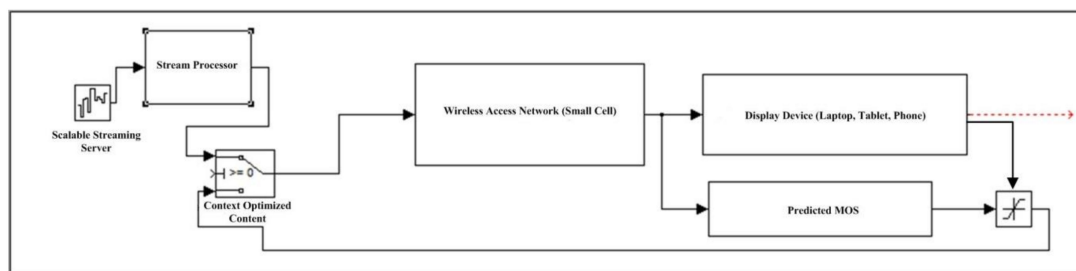 Stream Processor
Scalable Streaming
Server
Wireless Access Network (Small Cell)
Display Device (Laptop, Tablet, Phone)
>= 0
Context Optimized
Content
Predicted MOS